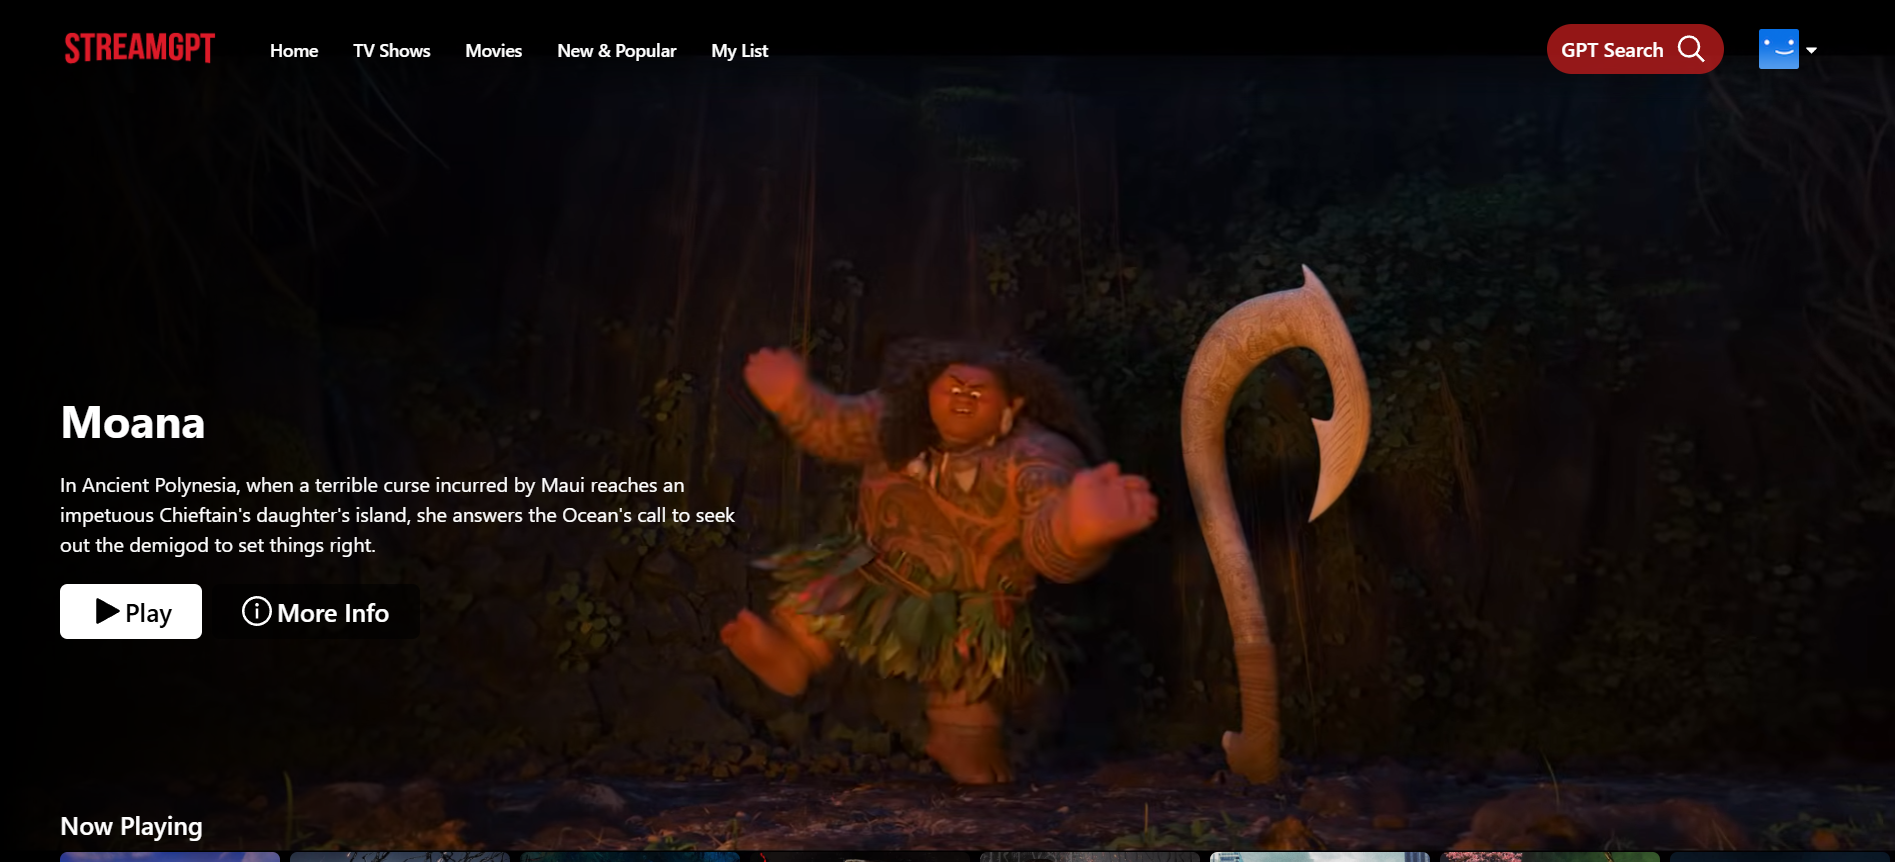 STREAMGPT
Home
TV Shows
Movies
New & Popular
My List
GPT Search
Moana
In Ancient Polynesia, when a terrible curse incurred by Maui reaches an
impetuous Chieftain's daughter's island, she answers the Ocean's call to seek
out the demigod to set things right.
Play
More Info
Now Playing